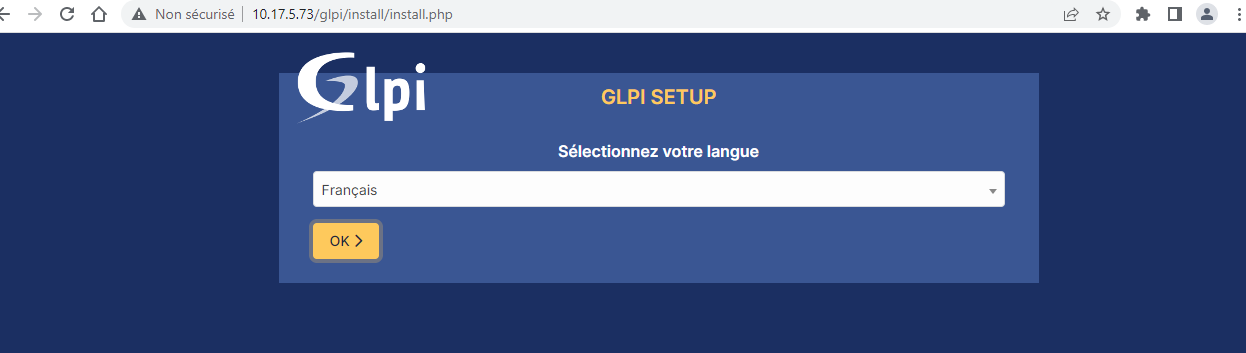 Non sécurisé | 10.17.5.73/glpi/install/install.php
Glpi
GLPI SETUP
Sélectionnez votre langue
Français
OK